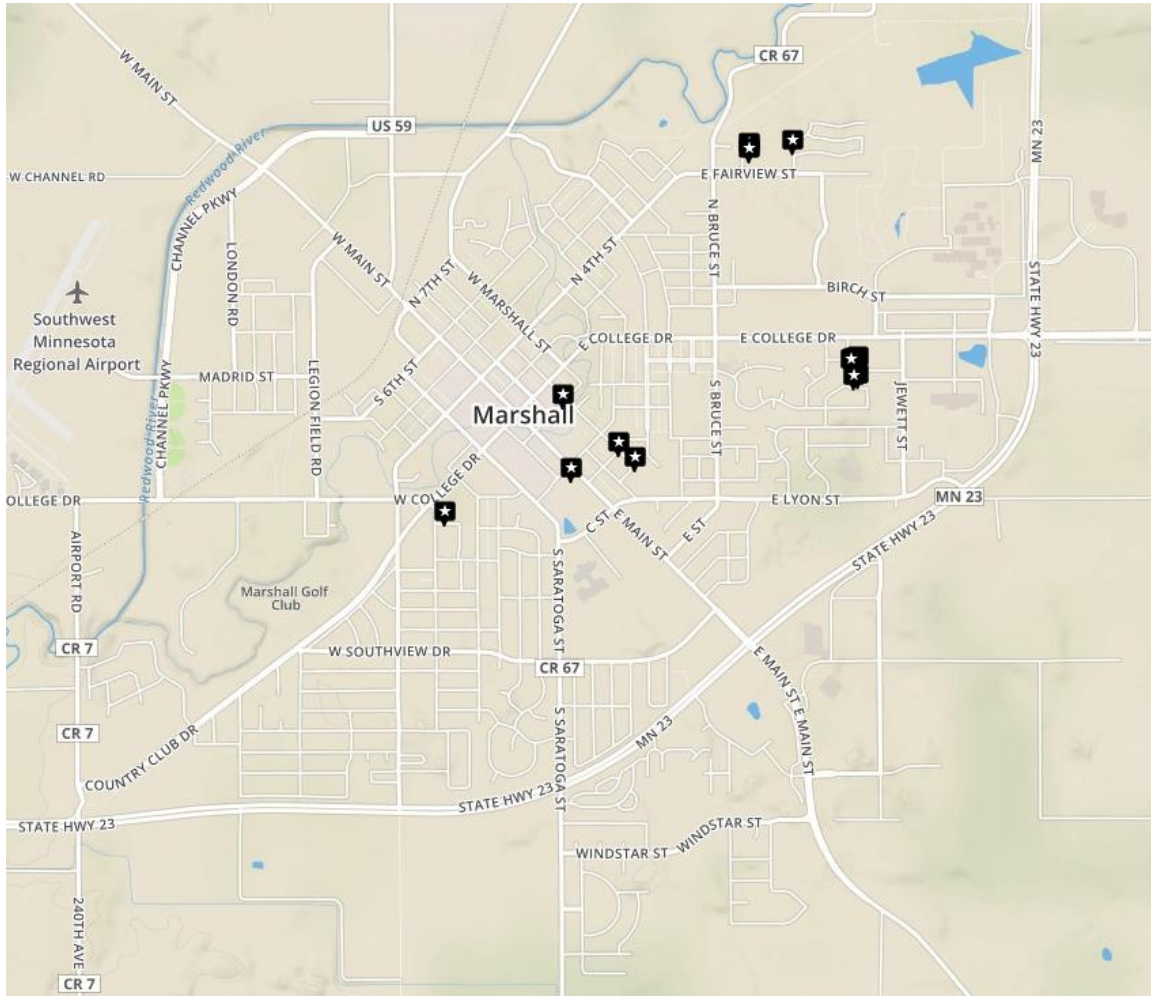 CR 67
W MAIN ST
US 59
Redwood River
W CHANNEL RD
E FAIRVIEW ST
MN 23
CHANNEL PKWY
N BRUCE ST
N 4TH ST
W MAIN ST
LONDON RD
N 7TH ST
W MARSHALL ST
STATE HWY 23
BIRCH ST
Southwest
Minnesota
Regional Airport
E COLLEGE DR
E COLLEGE DR
MADRID ST
S 6TH ST
LEGION FIELD RD
CHANNEL PKWY
Redwood River
S BRUCE ST
JEWETT ST
Marshall
OLLEGE DR
W COLLEGE DR
E LYON ST
MN 23
C ST
E MAIN ST
E ST
STATE HWY 23
AIRPORT RD
Marshall Golf
Club
S SARATOGA ST
CR 7
W SOUTHVIEW DR
CR 67
E MAIN ST
E MAIN ST
CR 7
COUNTRY CLUB DR
S SARATOGA ST
MN 23
STATE HWY 23
STATE HWY 23
WINDSTAR ST
WINDSTAR ST
240TH AVE
CR 7